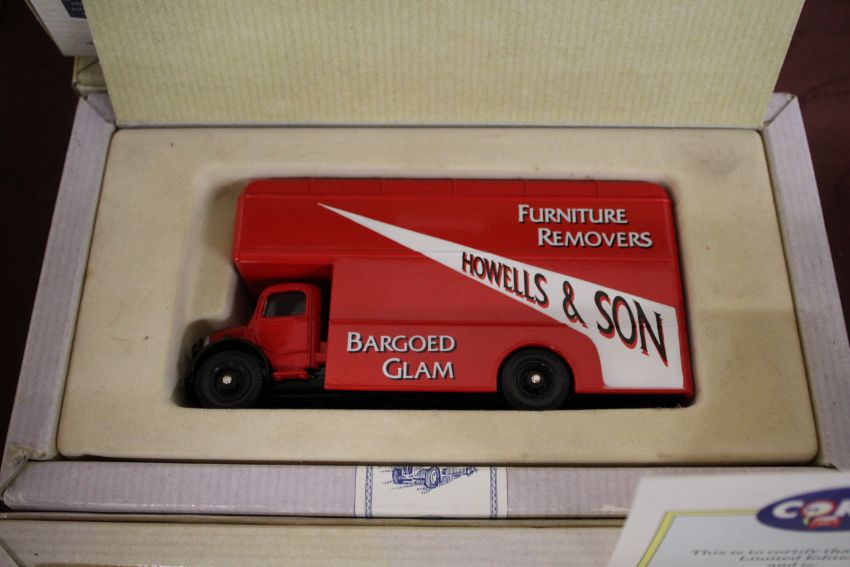 FURNITURE
REMOVERS
HOWELLS & SON
BARGOED
GLAM
This is to certify tha
Limited Editi
and is